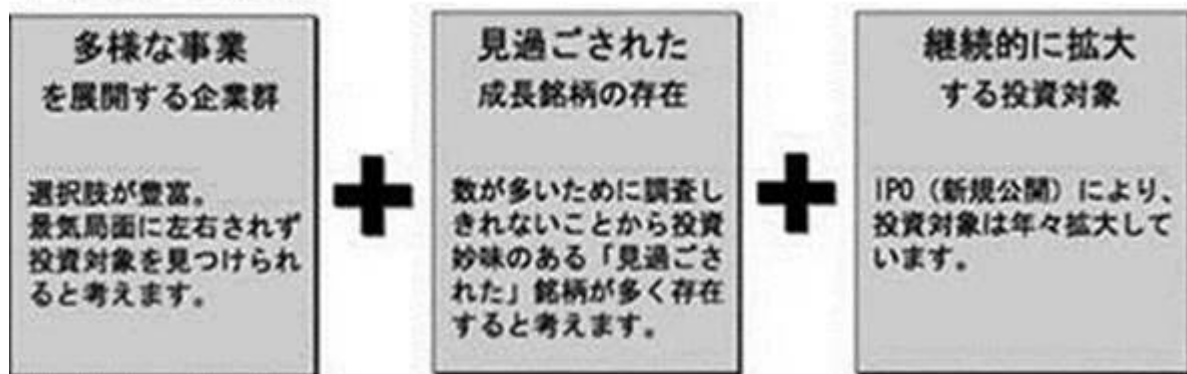 多様な事業
を展開する企業群
選択肢が豊富。
景気局面に左右されず
投資対象を見つけられ
ると考えます。
見過ごされた
成長銘柄の存在
数が多いために調査し
きれないことから投資
妙味のある「見過ごさ
れた」銘柄が多く存在
すると考えます。
継続的に拡大
する投資対象
IPO（新規公開）により、
投資対象は年々拡大して
います。